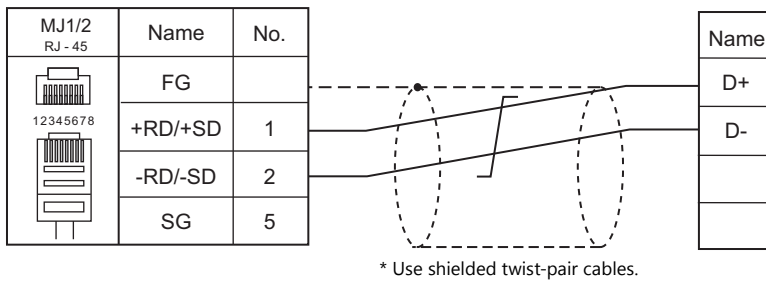 MJ1/2 Name No. Name
RJ - 45
FG D+
12345678
+RD/+SD 1 D-
-RD/-SD 2
SG 5
* Use shielded twist-pair cables.